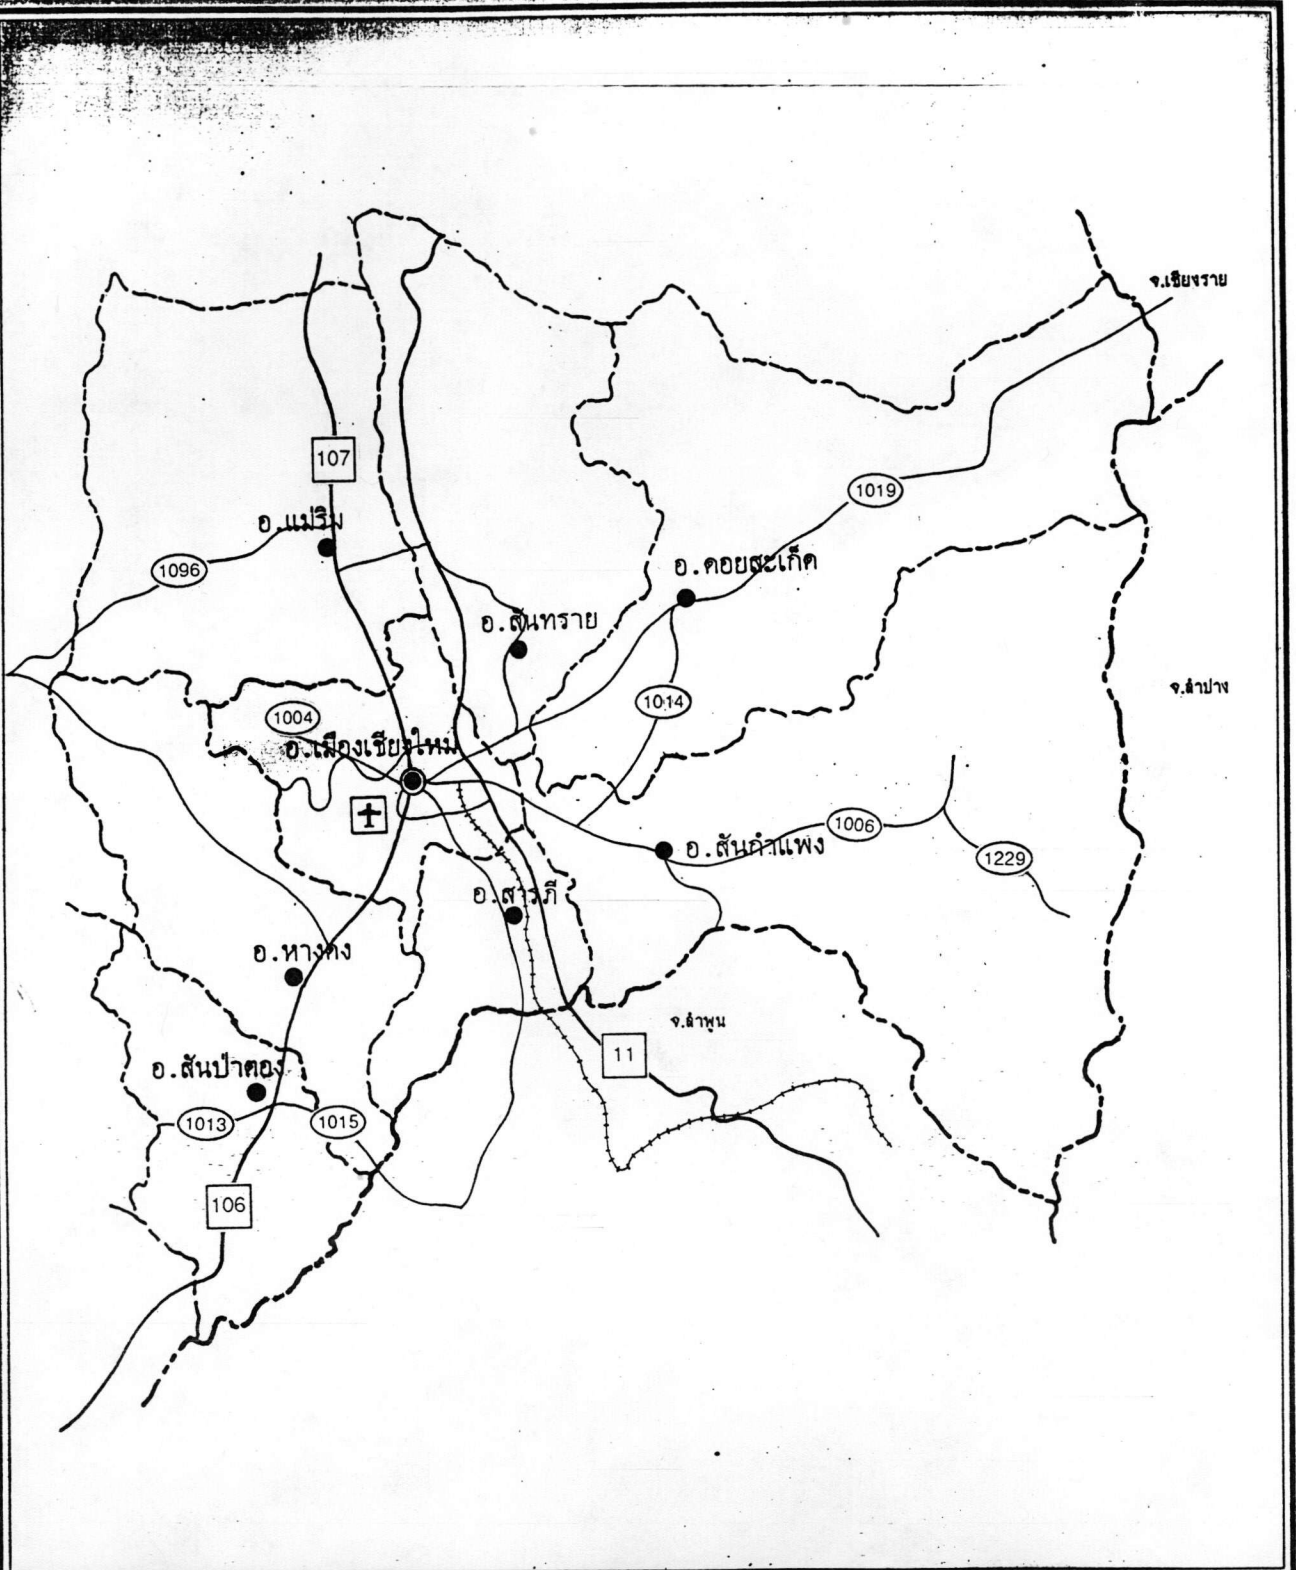 จ.เชียงราย
107
1019
อ.แม่ริม
1096
อ.ดอยสะเก็ด
อ.สันทราย
จ.ลำปาง
1014
1004
อ.เมืองเชียงใหม่
1006
อ.สันกำแพง
1229
อ.สารภี
อ.หางดง
จ.ลำพูน
11
อ.สันป่าตอง
1013
1015
106